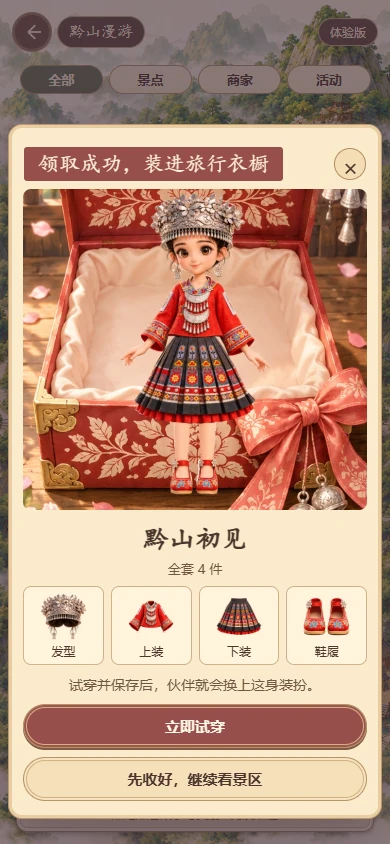 黔山漫游
体验版
全部
景点
商家
活动
领取成功，装进旅行衣橱
黔山初见
全套 4 件
发型
上装
下装
鞋履
试穿并保存后，伙伴就会换上这身装扮。
立即试穿
先收好，继续看景区